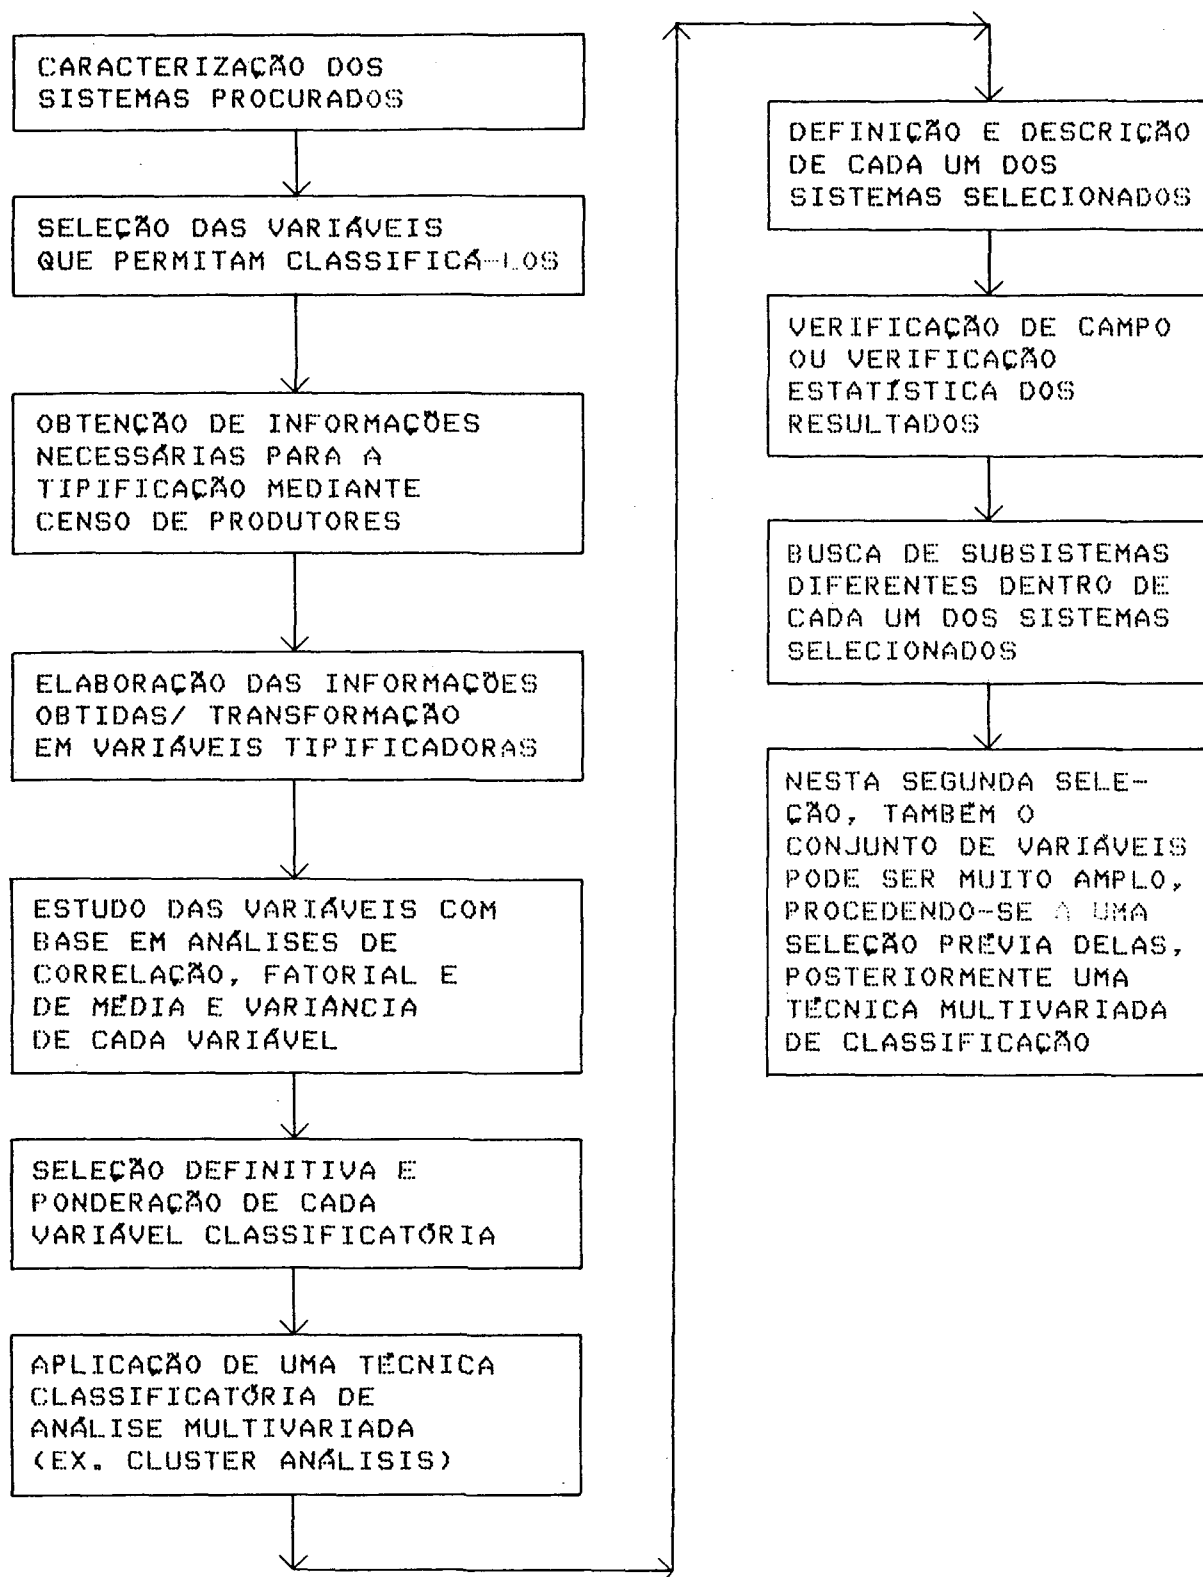 CARACTERIZAÇÃO DOS
SISTEMAS PROCURADOS
SELEÇÃO DAS VARIÁVEIS
QUE PERMITAM CLASSIFICÁ-LOS
OBTENÇÃO DE INFORMAÇÕES
NECESSÁRIAS PARA A
TIPIFICAÇÃO MEDIANTE
CENSO DE PRODUTORES
ELABORAÇÃO DAS INFORMAÇÕES
OBTIDAS/ TRANSFORMAÇÃO
EM VARIÁVEIS TIPIFICADORAS
ESTUDO DAS VARIÁVEIS COM
BASE EM ANÁLISES DE
CORRELAÇÃO, FATORIAL E
DE MÉDIA E VARIÂNCIA
DE CADA VARIÁVEL
SELEÇÃO DEFINITIVA E
PONDERAÇÃO DE CADA
VARIÁVEL CLASSIFICATÓRIA
APLICAÇÃO DE UMA TÉCNICA
CLASSIFICATÓRIA DE
ANÁLISE MULTIVARIADA
(EX. CLUSTER ANÁLISIS)
DEFINIÇÃO E DESCRIÇÃO
DE CADA UM DOS
SISTEMAS SELECIONADOS
VERIFICAÇÃO DE CAMPO
OU VERIFICAÇÃO
ESTATÍSTICA DOS
RESULTADOS
BUSCA DE SUBSISTEMAS
DIFERENTES DENTRO DE
CADA UM DOS SISTEMAS
SELECIONADOS
NESTA SEGUNDA SELE-
ÇÃO, TAMBÉM O
CONJUNTO DE VARIÁVEIS
PODE SER MUITO AMPLO,
PROCEDENDO-SE A UMA
SELEÇÃO PRÉVIA DELAS,
POSTERIORMENTE UMA
TÉCNICA MULTIVARIADA
DE CLASSIFICAÇÃO